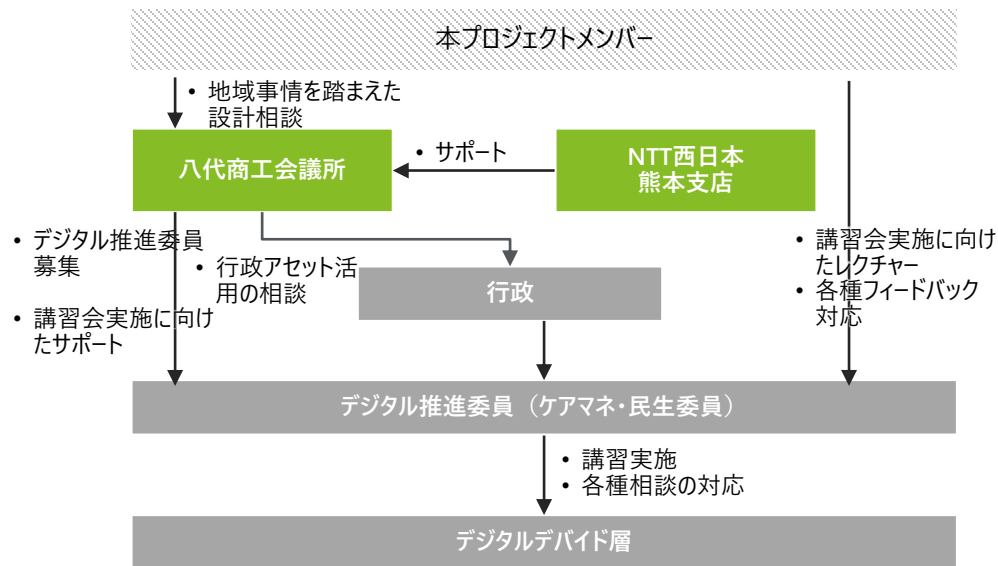 本プロジェクトメンバー
• 地域事情を踏まえた
設計相談
八代商工会議所
• サポート
NTT西日本
熊本支店
• デジタル推進委員
募集
• 講習会実施に向け
たサポート
• 行政アセット活
用の相談
行政
• 講習会実施に向け
たレクチャー
• 各種フィードバック
対応
デジタル推進委員（ケアマネ・民生委員）
• 講習実施
• 各種相談の対応
デジタルデバイド層